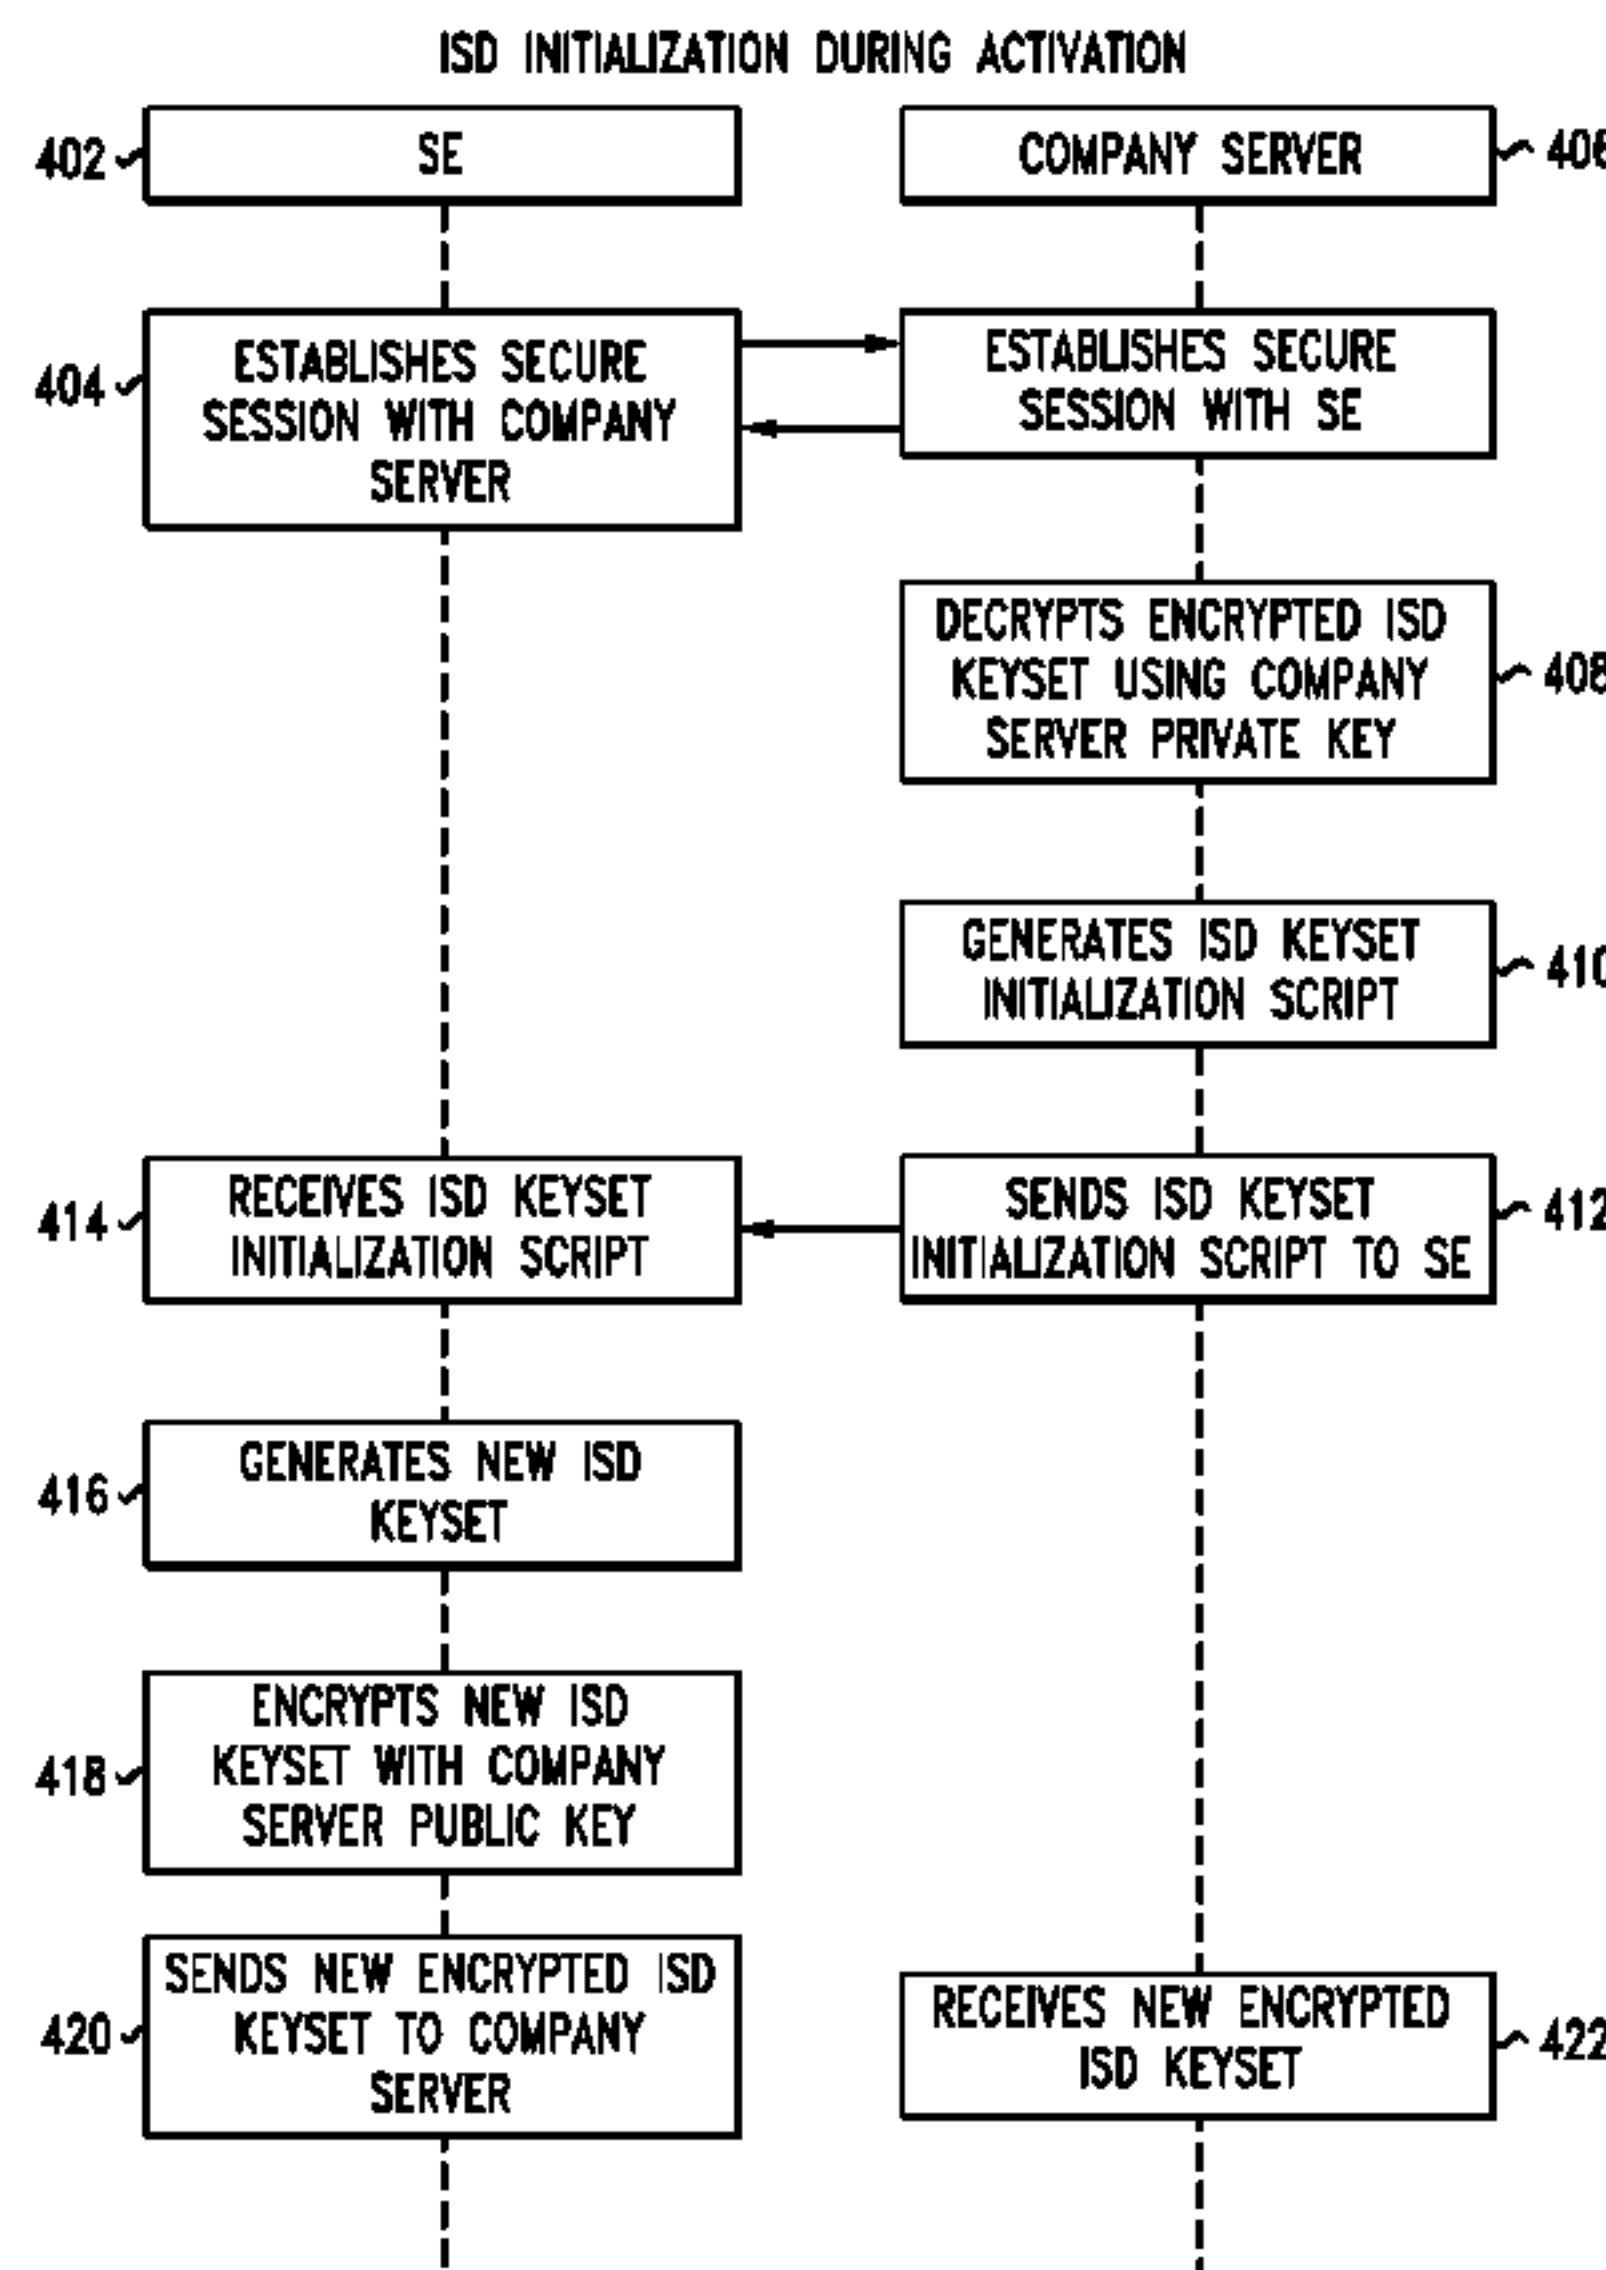 ISD INITIALIZATION DURING ACTIVATION
402
SE
COMPANY SERVER
406
404
ESTABLISHES SECURE
SESSION WITH COMPANY
SERVER
ESTABLISHES SECURE
SESSION WITH SE
DECRYPTS ENCRYPTED ISD
KEYSET USING COMPANY
SERVER PRIVATE KEY
408
GENERATES ISD KEYSET
INITIALIZATION SCRIPT
410
414
RECEIVES ISD KEYSET
INITIALIZATION SCRIPT
SENDS ISD KEYSET
INITIALIZATION SCRIPT TO SE
412
416
GENERATES NEW ISD
KEYSET
418
ENCRYPTS NEW ISD
KEYSET WITH COMPANY
SERVER PUBLIC KEY
420
SENDS NEW ENCRYPTED ISD
KEYSET TO COMPANY
SERVER
RECEIVES NEW ENCRYPTED
ISD KEYSET
422